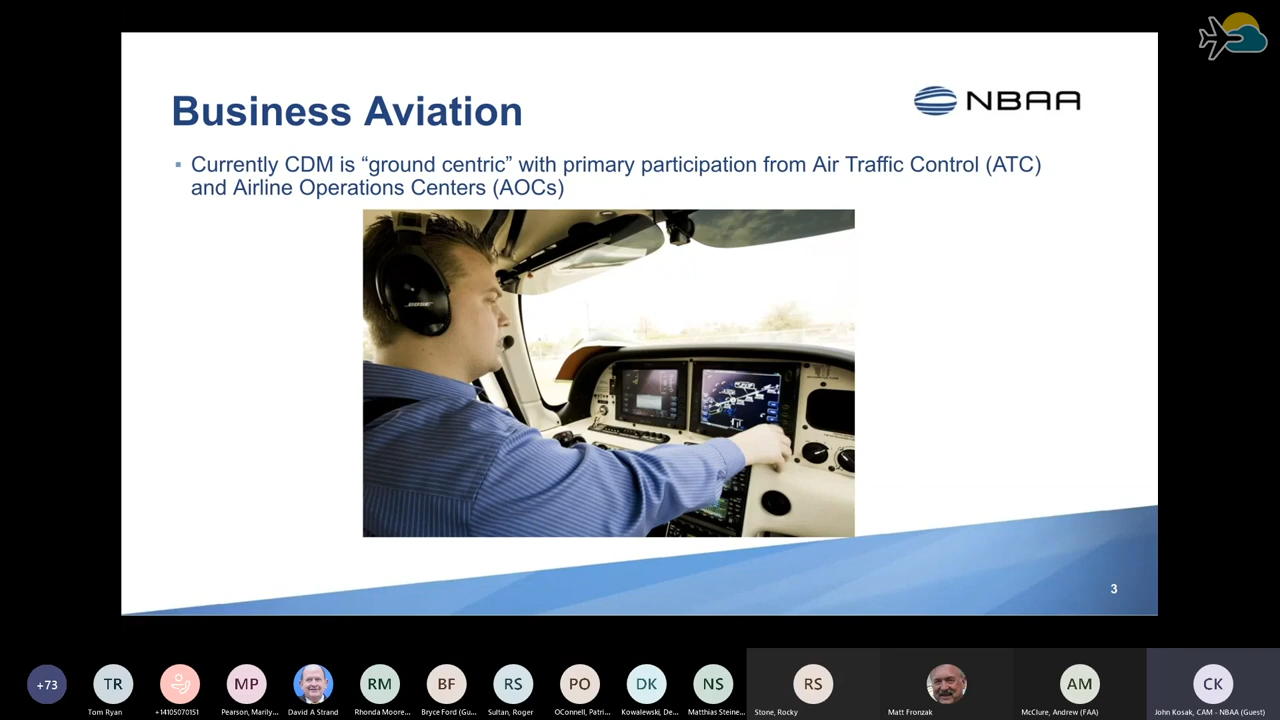 Business Aviation
NBAA
▪ Currently CDM is “ground centric” with primary participation from Air Traffic Control (ATC)
and Airline Operations Centers (AOCs)
BOSE
3
+73
TR
MP
RM
BF
RS
PO
DK
NS
RS
AM
CK
Tom Ryan
+14105070151
Pearson, Marily...
David A Strand
Rhonda Moore...
Bryce Ford (Gu...
Sultan, Roger
OConnell, Patri...
Kowalewski, De...
Matthias Steine...
Stone, Rocky
Matt Fronzak
McClure, Andrew (FAA)
John Kosak, CAM - NBAA (Guest)